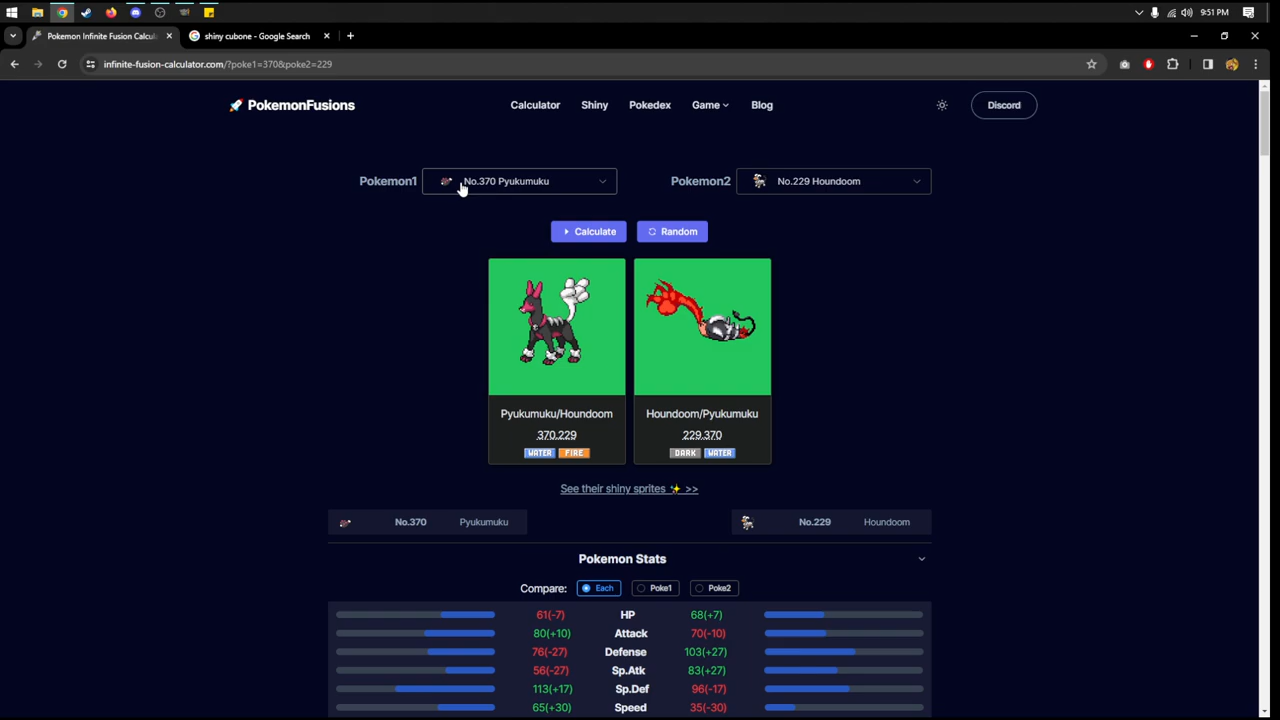 9:51 PM
Pokemon Infinite Fusion Calcula
shiny cubone - Google Search
infinite-fusion-calculator.com/?poke1=370&poke2=229
PokemonFusions
Calculator
Shiny
Pokedex
Game
Blog
Discord
Pokemon1
No.370 Pyukumuku
Pokemon2
No.229 Houndoom
Calculate
Random
Pyukumuku/Houndoom
370.229
WATER FIRE
Houndoom/Pyukumuku
229.370
DARK WATER
See their shiny sprites ✨ >>
No.370 Pyukumuku
No.229 Houndoom
Pokemon Stats
Compare: Each Poke1 Poke2
61(-7) HP 68(+7)
80(+10) Attack 70(-10)
76(-27) Defense 103(+27)
56(-27) Sp.Atk 83(+27)
113(+17) Sp.Def 96(-17)
65(+30) Speed 35(-30)